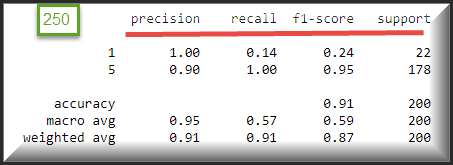 250 precision recall f1-score support
1 1.00 0.14 0.24 22
5 0.90 1.00 0.95 178
accuracy 0.91 200
macro avg 0.95 0.57 0.59 200
weighted avg 0.91 0.91 0.87 200